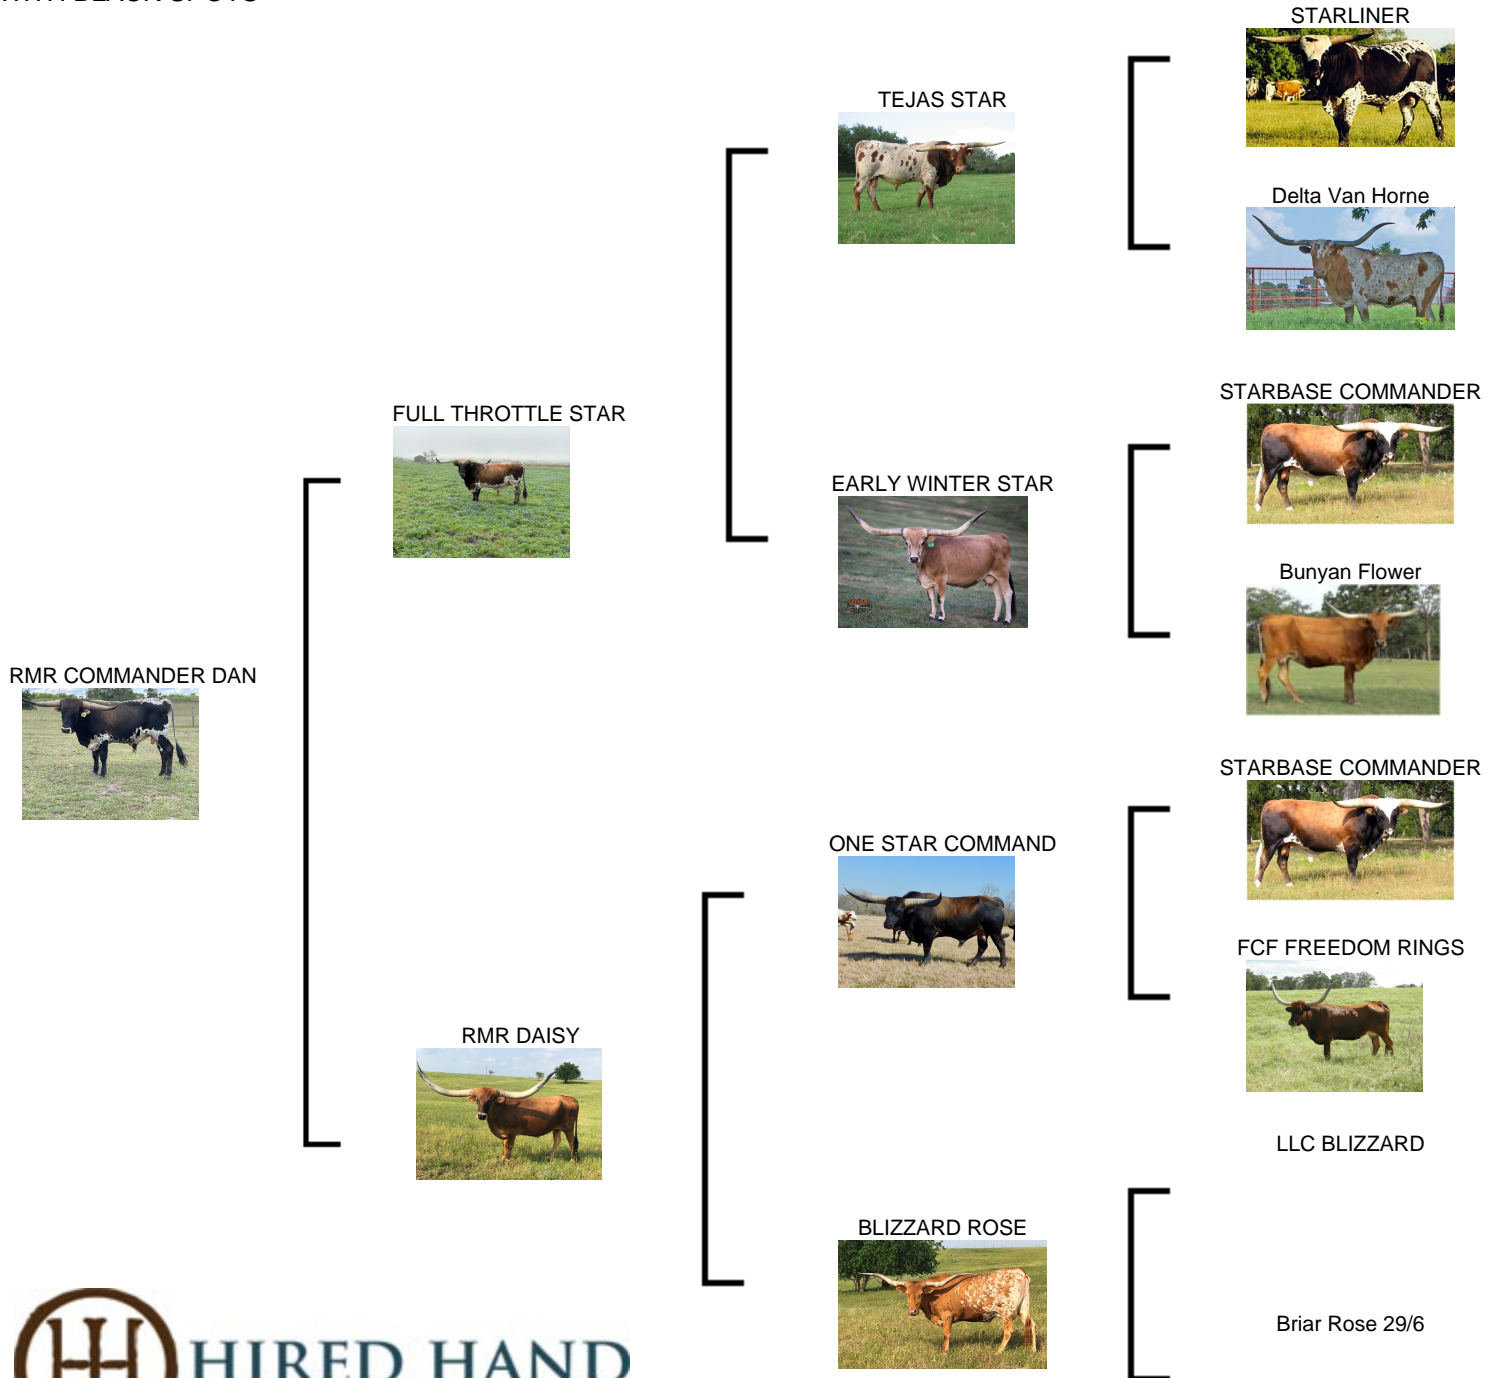 STARLINER
TEJAS STAR
Delta Van Horne
STARBASE COMMANDER
FULL THROTTLE STAR
EARLY WINTER STAR
Bunyan Flower
RMR COMMANDER DAN
STARBASE COMMANDER
ONE STAR COMMAND
FCF FREEDOM RINGS
RMR DAISY
LLC BLIZZARD
BLIZZARD ROSE
Briar Rose 29/6
HIRED HAND